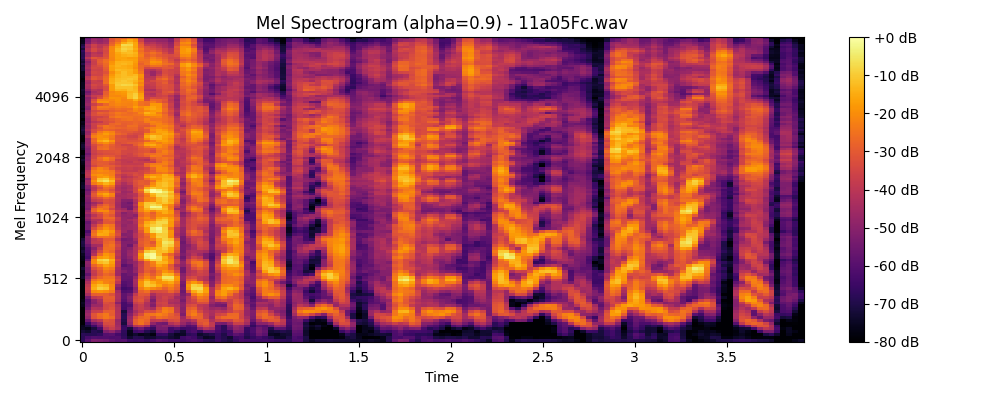 Mel Spectrogram (alpha=0.9) - 11a05Fc.wav
Mel Frequency
4096
2048
1024
512
0
0 0.5 1 1.5 2 2.5 3 3.5
Time
+0 dB
-10 dB
-20 dB
-30 dB
-40 dB
-50 dB
-60 dB
-70 dB
-80 dB